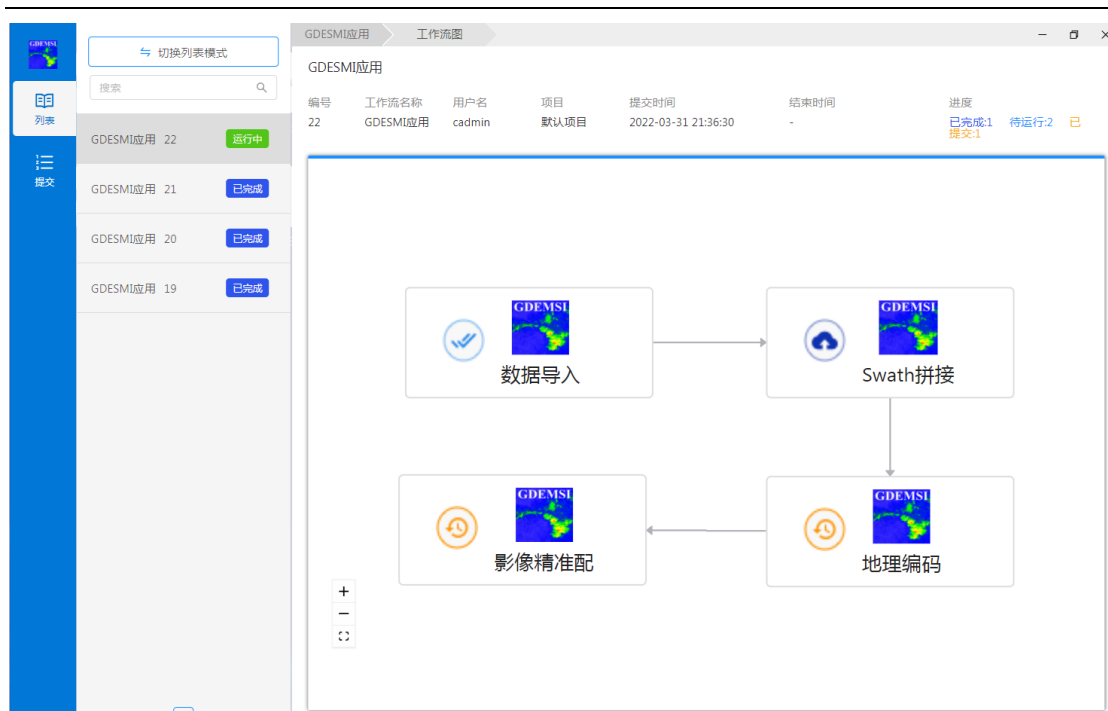 GDEMSI
列表
提交
切换列表模式
搜索
GDESMI应用 22 运行中
GDESMI应用 21 已完成
GDESMI应用 20 已完成
GDESMI应用 19 已完成
GDESMI应用 工作流图
GDESMI应用
编号 工作流名称 用户名 项目 提交时间 结束时间 进度
22 GDESMI应用 cadmin 默认项目 2022-03-31 21:36:30 - 已完成:1 待运行:2 已
提交:1
GDEMSI
数据导入
GDEMSI
Swath拼接
GDEMSI
影像精准配
GDEMSI
地理编码